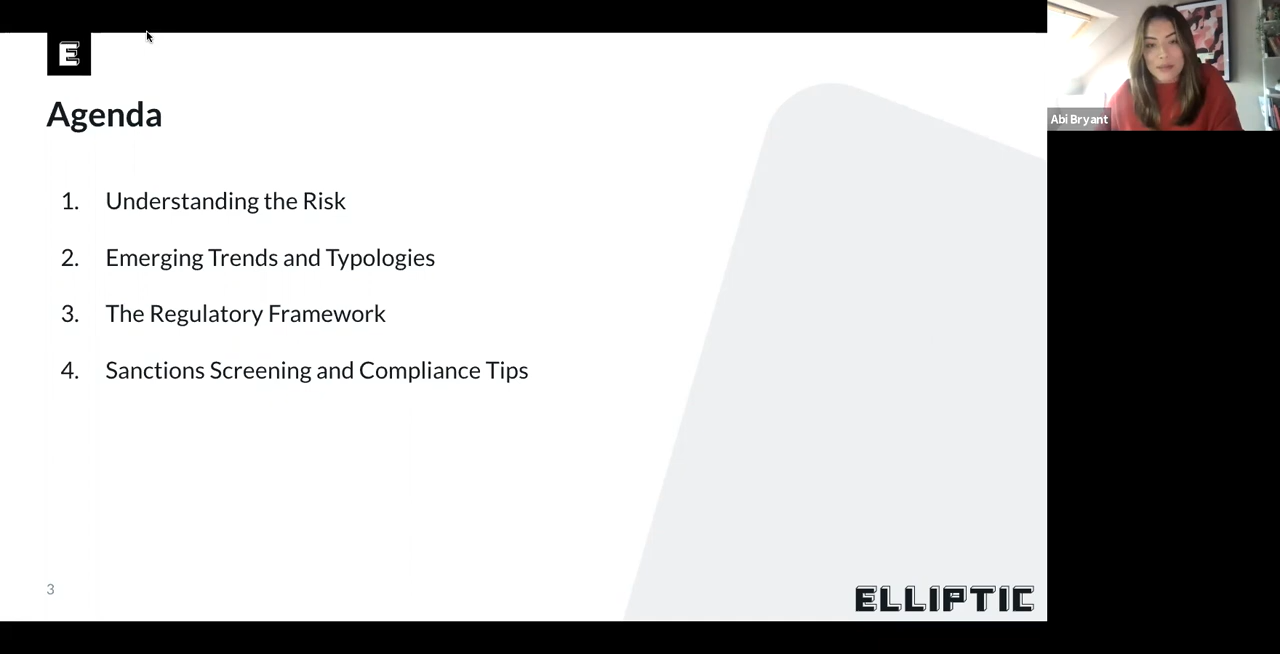 E
Agenda
Abi Bryant
1. Understanding the Risk
2. Emerging Trends and Typologies
3. The Regulatory Framework
4. Sanctions Screening and Compliance Tips
3
ELLIPTIC